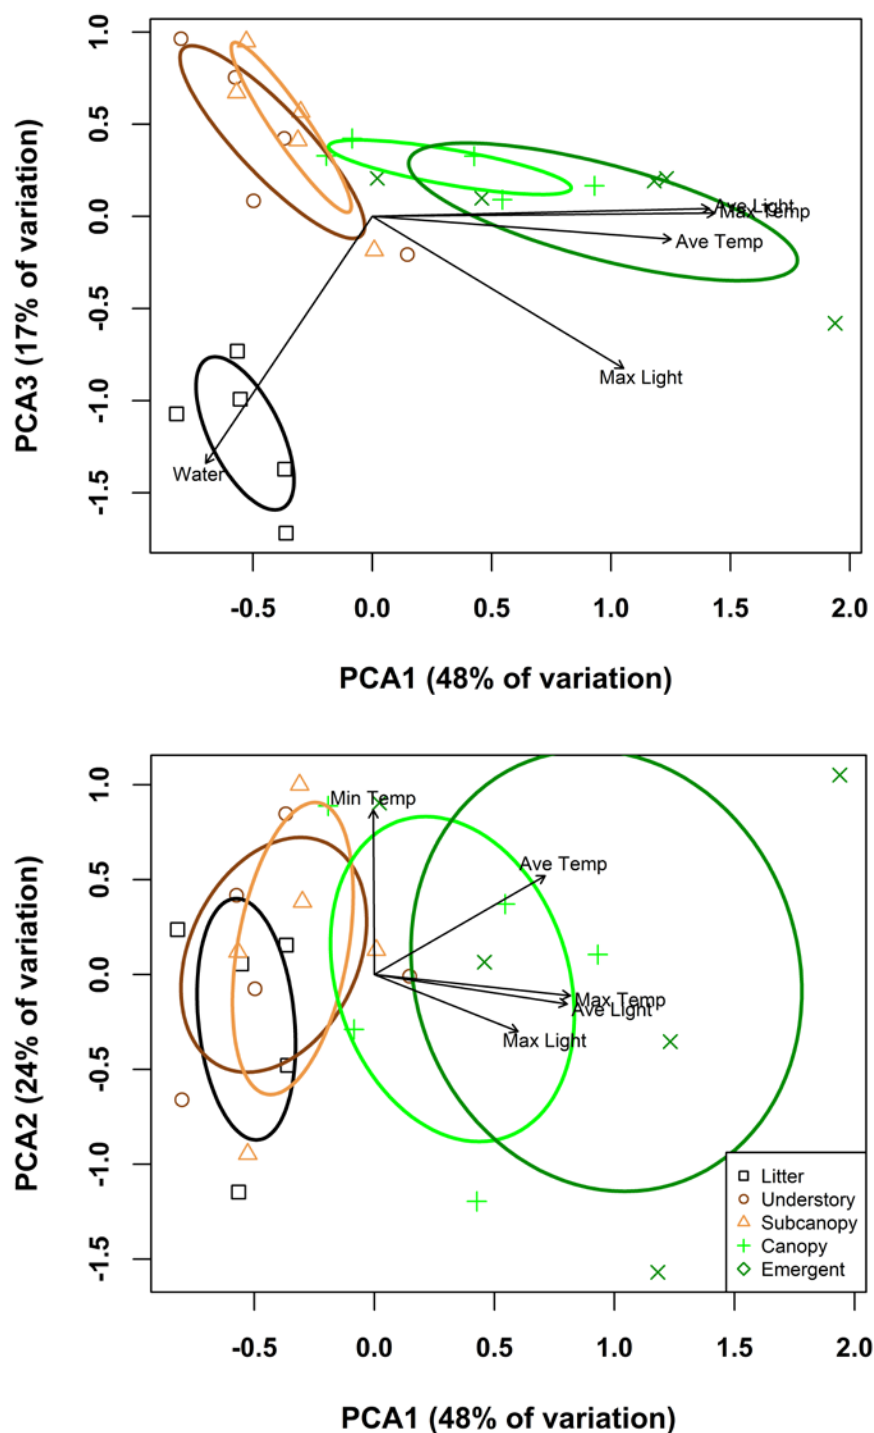 1.0
0.5
0.0
-0.5
-1.0
-1.5
PCA3 (17% of variation)
Ave Light
Max Temp
Ave Temp
Max Light
Water
-0.5 0.0 0.5 1.0 1.5 2.0
PCA1 (48% of variation)
1.0
0.5
0.0
-0.5
-1.0
-1.5
PCA2 (24% of variation)
Min Temp
Ave Temp
Max Temp
Ave Light
Max Light
Litter
Understory
Subcanopy
Canopy
Emergent
-0.5 0.0 0.5 1.0 1.5 2.0
PCA1 (48% of variation)